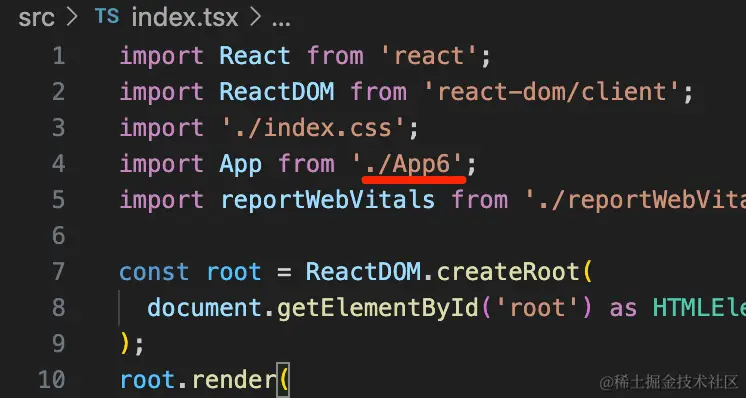 src > TS index.tsx > ...
1 import React from 'react';
2 import ReactDOM from 'react-dom/client';
3 import './index.css';
4 import App from './App6';
5 import reportWebVitals from './reportWebVita
6
7 const root = ReactDOM.createRoot(
8 document.getElementById('root') as HTMLEle
9 );
10 root.render(
@稀土掘金技术社区